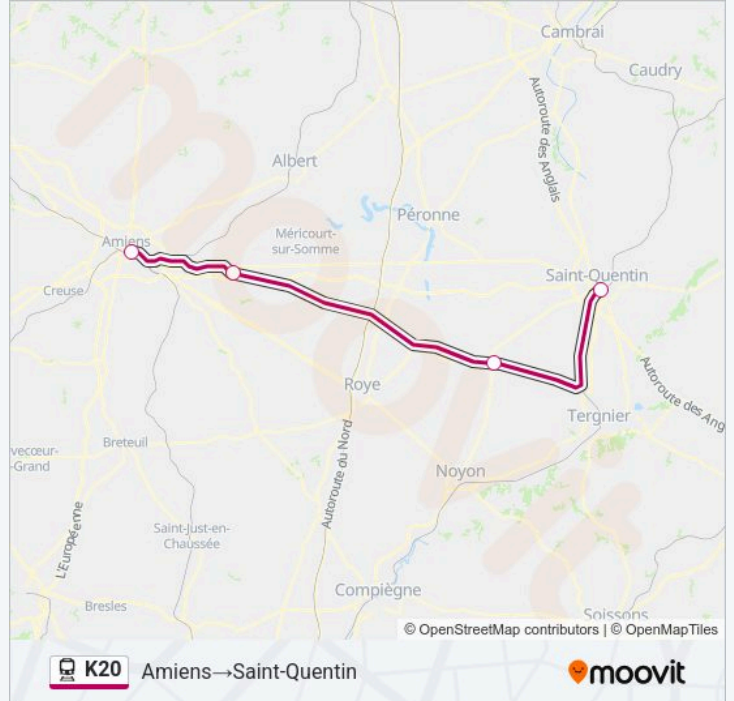 Cambrai
Caudry
Autoroute des Anglais
Albert
Péronne
Méricourt-
sur-Somme
Amiens
Saint-Quentin
Creuse
Autoroute des Ang
Roye
Tergnier
vecœur-
-Grand
Breteuil
Autoroute du Nord
Noyon
L'Européenne
Saint-Just-en-
Chaussée
Compiègne
Bresles
Soissons
© OpenStreetMap contributors | © OpenMapTiles
K20 Amiens→Saint-Quentin
moovit
moovit